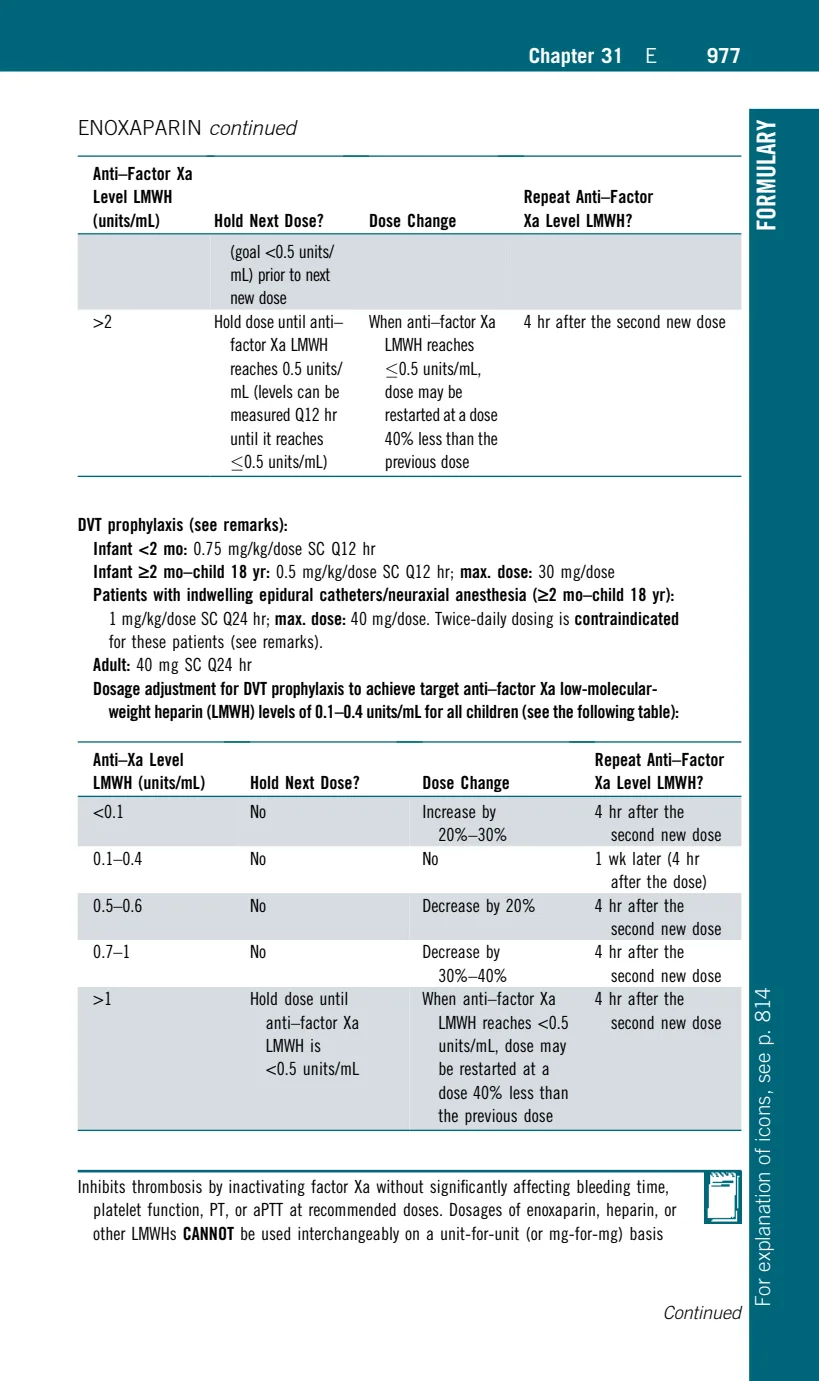 Chapter 31 E 977
FORMULARY
ENOXAPARIN continued
Anti–Factor Xa
Level LMWH
(units/mL)
Hold Next Dose?
Dose Change
Repeat Anti–Factor
Xa Level LMWH?
(goal <0.5 units/
mL) prior to next
new dose
>2
Hold dose until anti–
factor Xa LMWH
reaches 0.5 units/
mL (levels can be
measured Q12 hr
until it reaches
≤0.5 units/mL)
When anti–factor Xa
LMWH reaches
≤0.5 units/mL,
dose may be
restarted at a dose
40% less than the
previous dose
4 hr after the second new dose
DVT prophylaxis (see remarks):
Infant <2 mo: 0.75 mg/kg/dose SC Q12 hr
Infant ≥2 mo–child 18 yr: 0.5 mg/kg/dose SC Q12 hr; max. dose: 30 mg/dose
Patients with indwelling epidural catheters/neuraxial anesthesia (≥2 mo–child 18 yr):
1 mg/kg/dose SC Q24 hr; max. dose: 40 mg/dose. Twice-daily dosing is contraindicated
for these patients (see remarks).
Adult: 40 mg SC Q24 hr
Dosage adjustment for DVT prophylaxis to achieve target anti–factor Xa low-molecular-
weight heparin (LMWH) levels of 0.1–0.4 units/mL for all children (see the following table):
Anti–Xa Level
LMWH (units/mL)
Hold Next Dose?
Dose Change
Repeat Anti–Factor
Xa Level LMWH?
<0.1
No
Increase by
20%–30%
4 hr after the
second new dose
0.1–0.4
No
No
1 wk later (4 hr
after the dose)
0.5–0.6
No
Decrease by 20%
4 hr after the
second new dose
0.7–1
No
Decrease by
30%–40%
4 hr after the
second new dose
>1
Hold dose until
anti–factor Xa
LMWH is
<0.5 units/mL
When anti–factor Xa
LMWH reaches <0.5
units/mL, dose may
be restarted at a
dose 40% less than
the previous dose
4 hr after the
second new dose
Inhibits thrombosis by inactivating factor Xa without significantly affecting bleeding time,
platelet function, PT, or aPTT at recommended doses. Dosages of enoxaparin, heparin, or
other LMWHs CANNOT be used interchangeably on a unit-for-unit (or mg-for-mg) basis
Continued
For explanation of icons, see p. 814